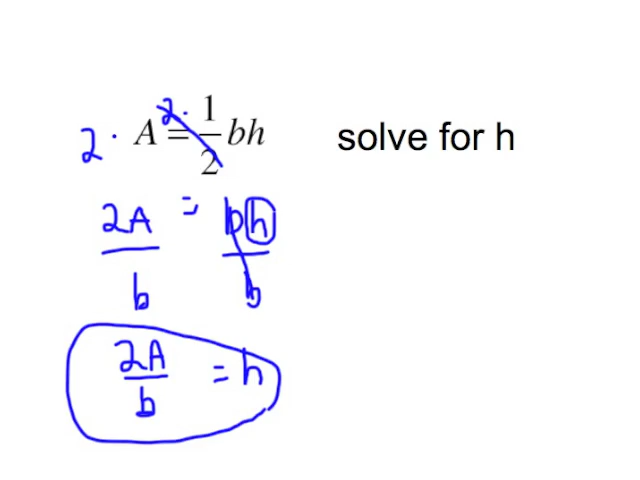 2 · A = 2 · 1/2 bh solve for h
2A/b = bh/b
2A/b = h